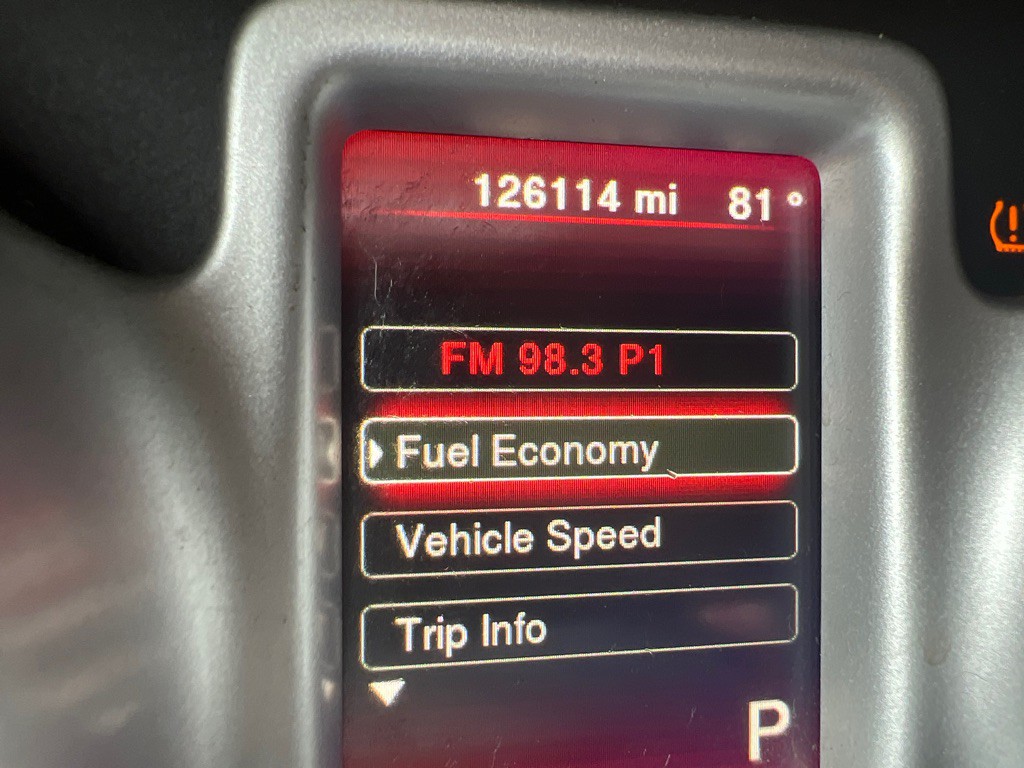 126114 mi 81°
FM 98.3 P1
Fuel Economy
Vehicle Speed
Trip Info
P